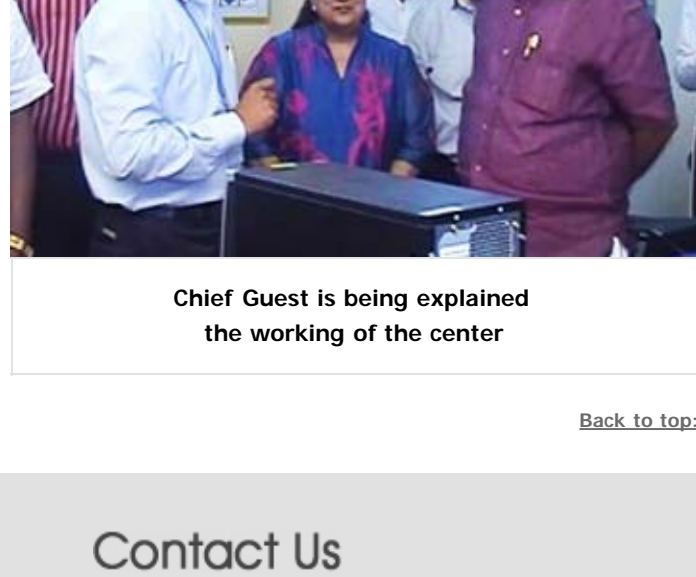 Chief Guest is being explained
the working of the center
Back to top:
Contact Us